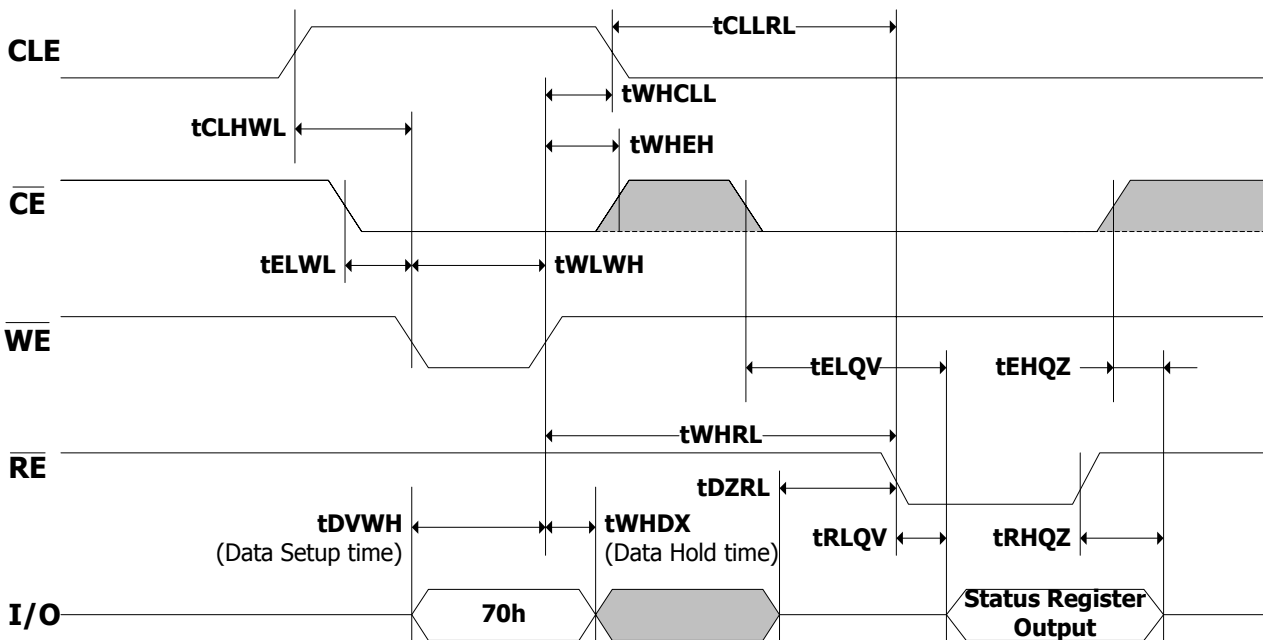 tCLLRL
CLE
tWHCLL
tCLHWL
tWHEH
CE
tELWL
tWLWH
WE
tELQV
tEHQZ
tWHRL
RE
tDZRL
tDVWH
(Data Setup time)
tWHDX
(Data Hold time)
tRLQV
tRHQZ
I/O
70h
Status Register
Output